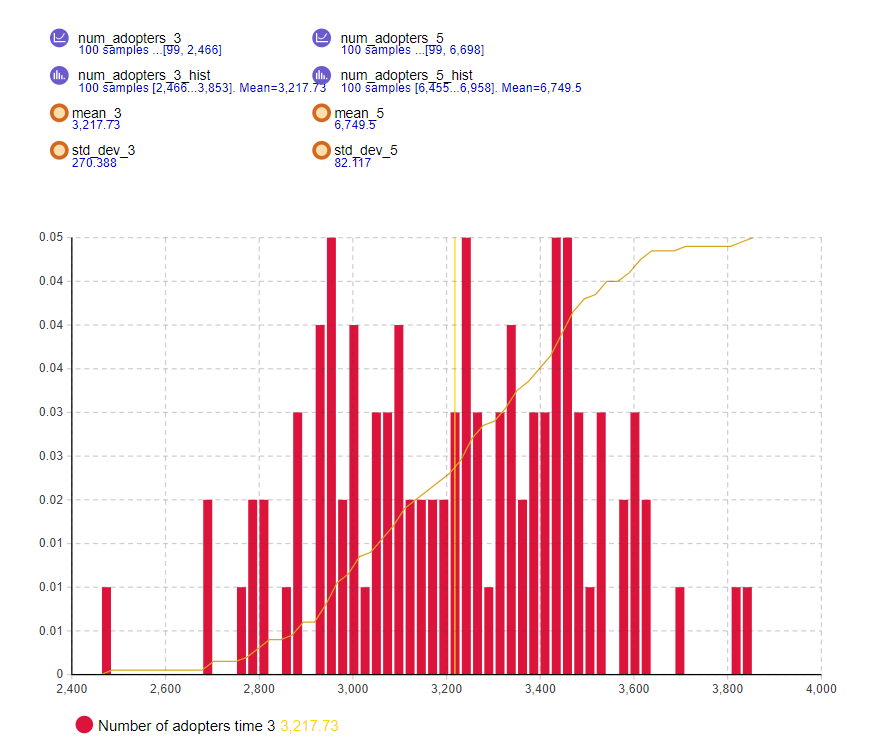 num_adopters_3
100 samples ...[99, 2,466]
num_adopters_5
100 samples ...[99, 6,698]
num_adopters_3_hist
100 samples [2,466...3,853]. Mean=3,217.73
num_adopters_5_hist
100 samples [6,455...6,958]. Mean=6,749.5
mean_3
3,217.73
mean_5
6,749.5
std_dev_3
270.388
std_dev_5
82.117
0.05
0.04
0.04
0.04
0.03
0.03
0.02
0.01
0.01
0.01
0
2,400 2,600 2,800 3,000 3,200 3,400 3,600 3,800 4,000
Number of adopters time 3 3,217.73